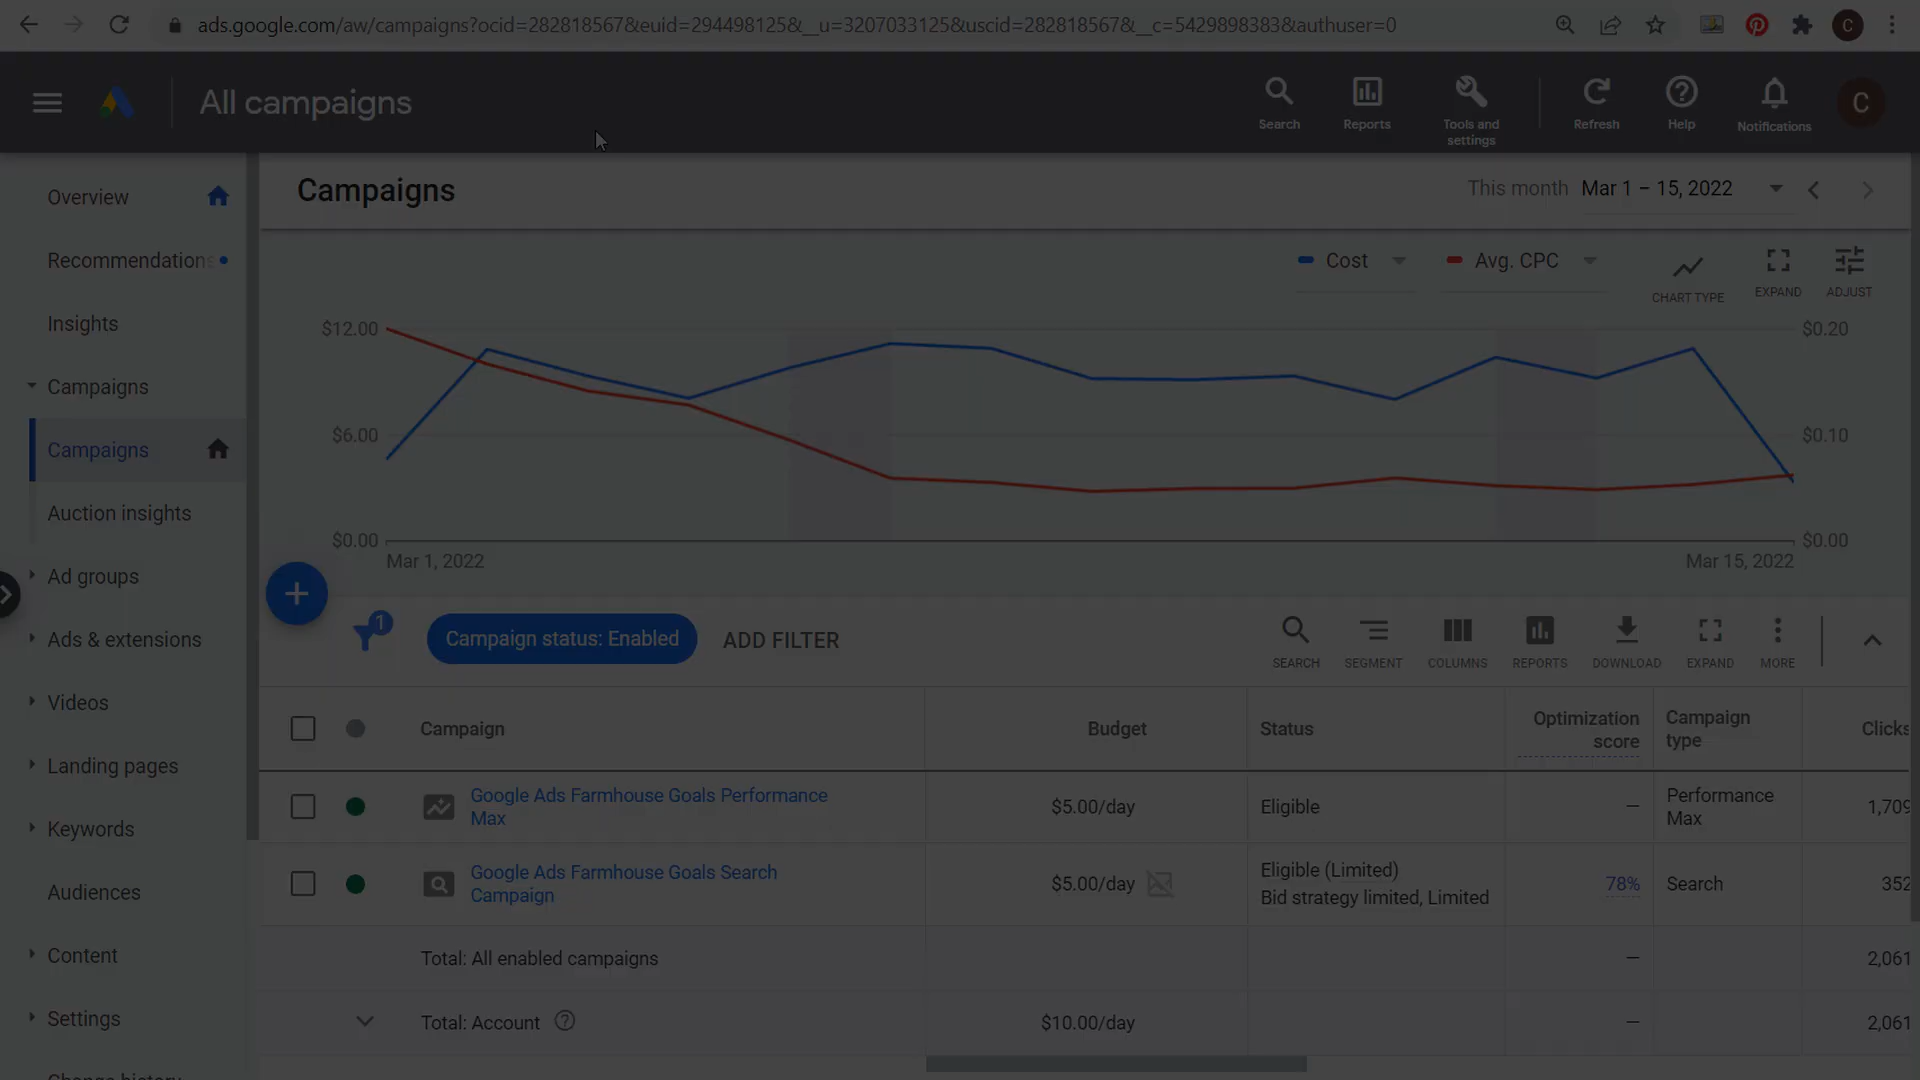 ads.google.com/aw/campaigns?ocid=282818567&euid=294498125&__u=3207033125&uscid=282818567&__c=5429898383&authuser=0
C
All campaigns
Search
Reports
Tools and settings
Refresh
Help
Notifications
C
Overview
Recommendations
Insights
Campaigns
Campaigns
Auction insights
Ad groups
Ads & extensions
Videos
Landing pages
Keywords
Audiences
Content
Settings
Change history
Campaigns
This month Mar 1 – 15, 2022
Cost
Avg. CPC
CHART TYPE
EXPAND
ADJUST
$12.00
$0.20
$6.00
$0.10
$0.00
$0.00
Mar 1, 2022
Mar 15, 2022
1
Campaign status: Enabled
ADD FILTER
SEARCH
SEGMENT
COLUMNS
REPORTS
DOWNLOAD
EXPAND
MORE
Campaign
Budget
Status
Optimization score
Campaign type
Clicks
Google Ads Farmhouse Goals Performance
Max
$5.00/day
Eligible
—
Performance
Max
1,709
Google Ads Farmhouse Goals Search
Campaign
$5.00/day
Eligible (Limited)
Bid strategy limited, Limited
78%
Search
352
Total: All enabled campaigns
—
2,061
Total: Account
$10.00/day
—
2,061